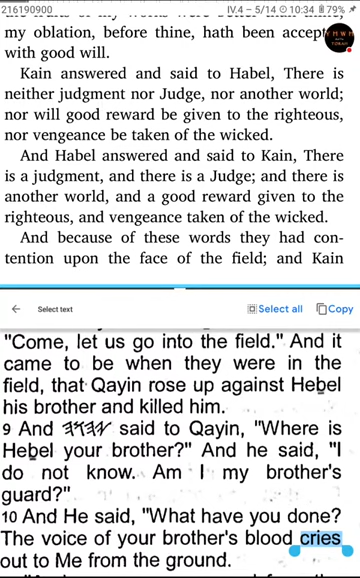 216190900
IV.4 – 5/14
10:34
79%
my oblation, before thine, hath been accept
with good will.
Kain answered and said to Habel, There is
neither judgment nor Judge, nor another world;
nor will good reward be given to the righteous,
nor vengeance be taken of the wicked.
And Habel answered and said to Kain, There
is a judgment, and there is a Judge; and there is
another world, and a good reward given to the
righteous, and vengeance taken of the wicked.
And because of these words they had con-
tention upon the face of the field; and Kain
Select text
Select all
Copy
"Come, let us go into the field." And it
came to be when they were in the
field, that Qayin rose up against Heḇel
his brother and killed him.
9 And 𐤉𐤄𐤅𐤄 said to Qayin, "Where is
Heḇel your brother?" And he said, "I
do not know. Am I my brother's
guard?"
10 And He said, "What have you done?
The voice of your brother's blood cries
out to Me from the ground.